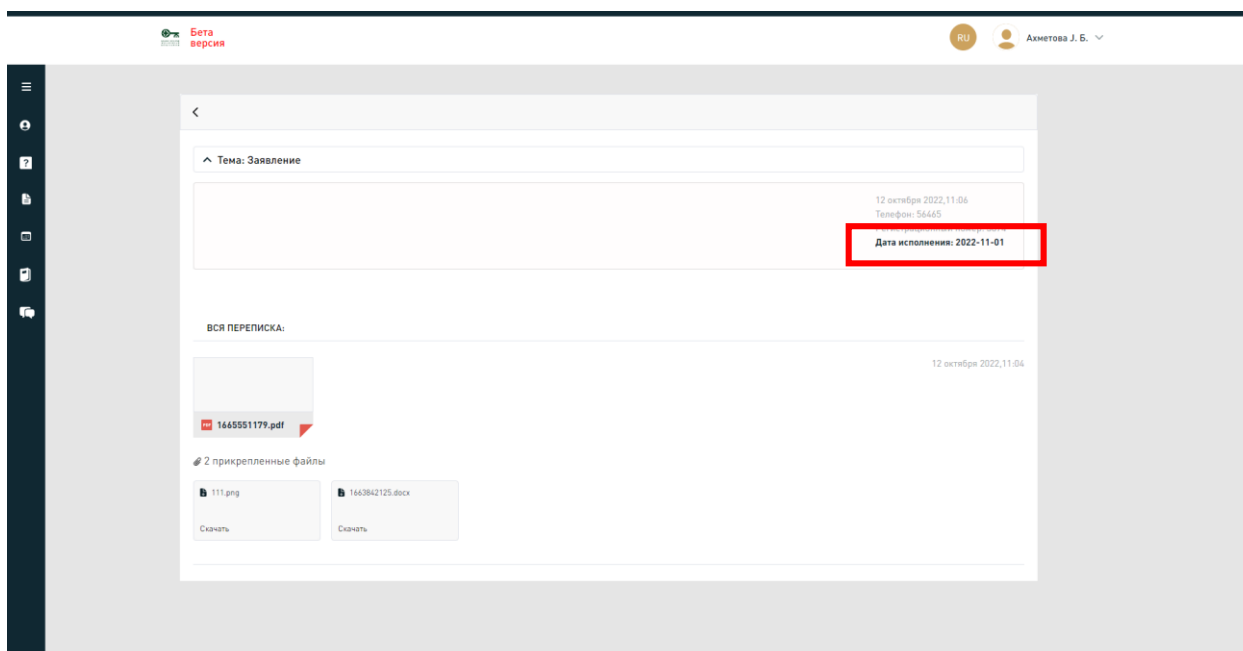 Бета
версия
RU
Ахметова J. Б.
Тема: Заявление
12 октября 2022,11:06
Телефон: 56465
Дата исполнения: 2022-11-01
ВСЯ ПЕРЕПИСКА:
12 октября 2022,11:04
PDF
1665551179.pdf
2 прикрепленные файлы
111.png
1663842125.docx
Скачать
Скачать